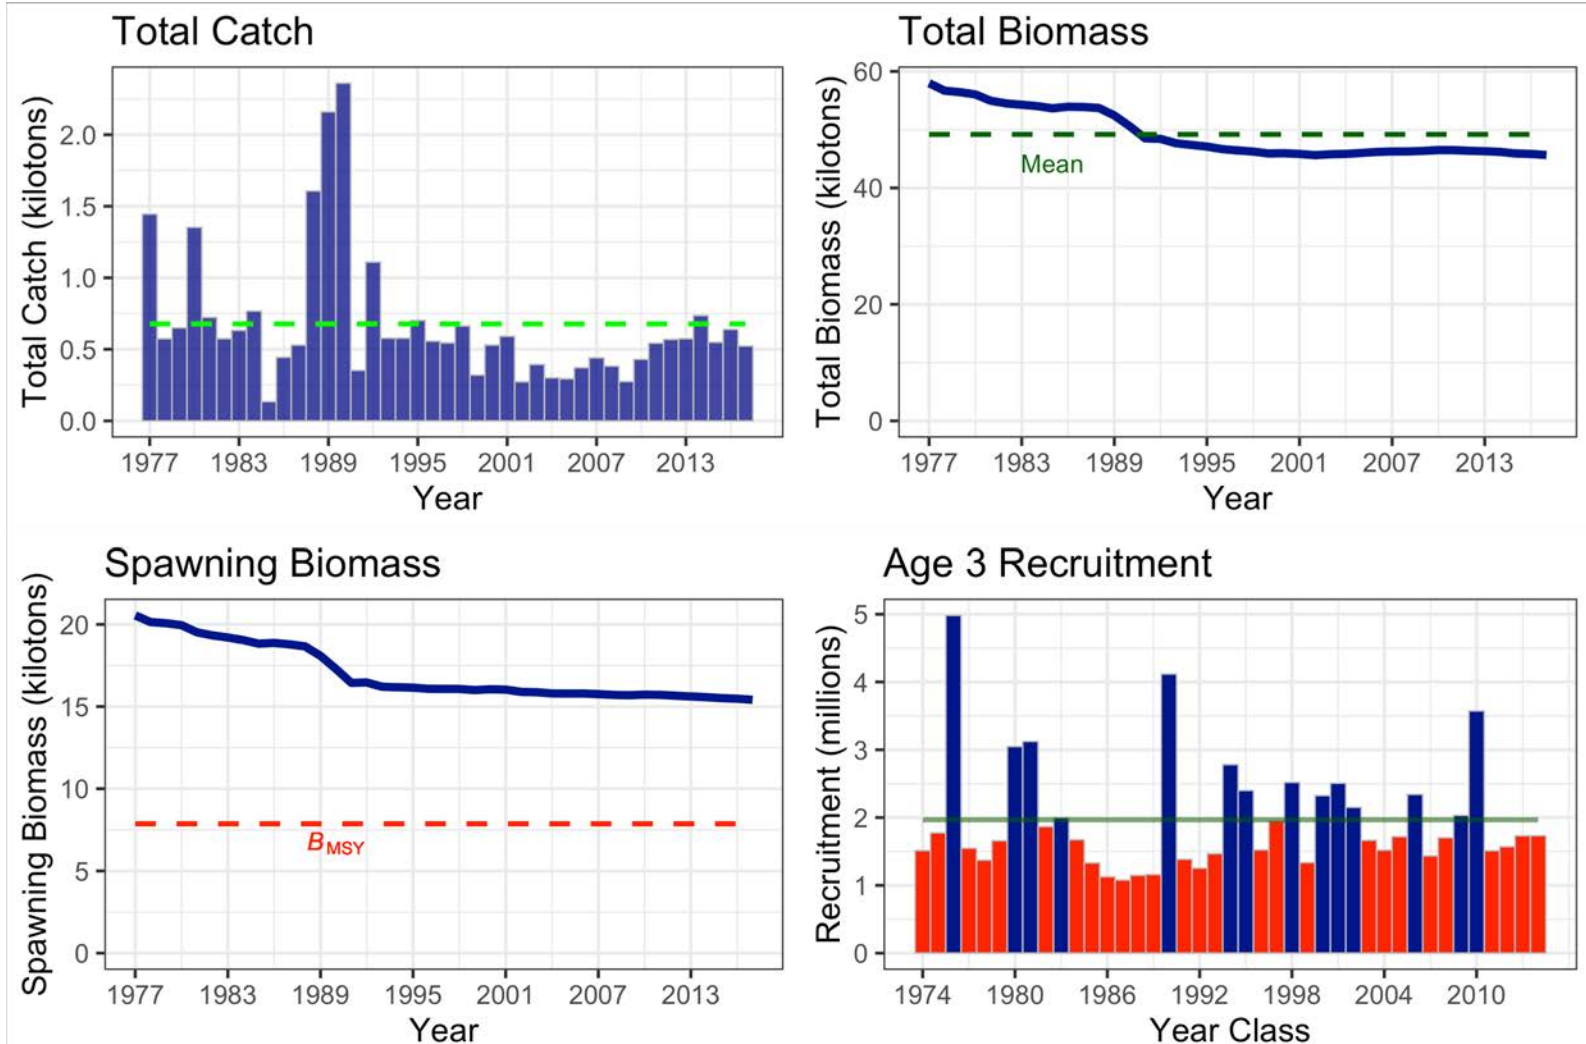 Total Catch
Total Catch (kilotons)
2.0
1.5
1.0
0.5
0.0
1977 1983 1989 1995 2001 2007 2013
Year
Total Biomass
Total Biomass (kilotons)
60
40
20
0
Mean
1977 1983 1989 1995 2001 2007 2013
Year
Spawning Biomass
Spawning Biomass (kilotons)
20
15
10
5
0
BMSY
1977 1983 1989 1995 2001 2007 2013
Year
Age 3 Recruitment
Recruitment (millions)
5
4
3
2
1
0
1974 1980 1986 1992 1998 2004 2010
Year Class